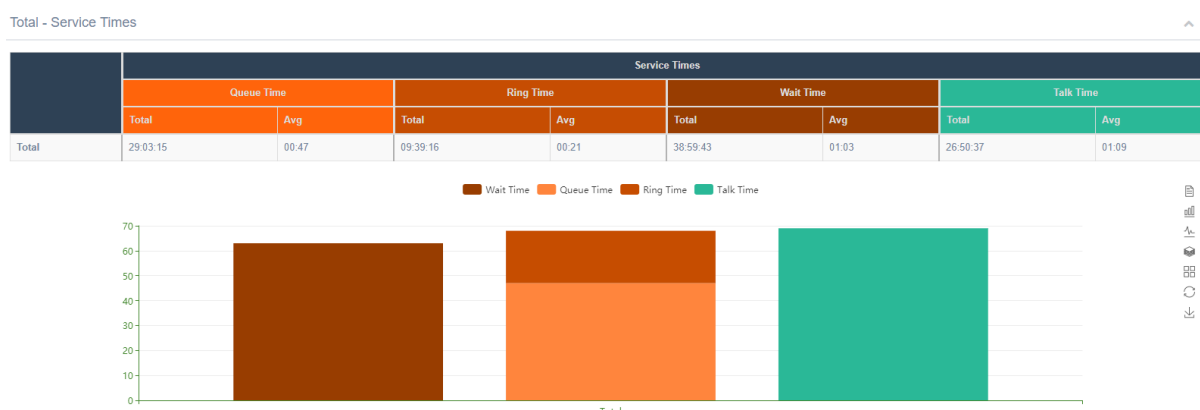 Total - Service Times
Service Times
Queue Time Ring Time Wait Time Talk Time
Total Avg Total Avg Total Avg Total Avg
Total 29:03:15 00:47 09:39:16 00:21 38:59:43 01:03 26:50:37 01:09
Wait Time Queue Time Ring Time Talk Time
70
60
50
40
30
20
10
0